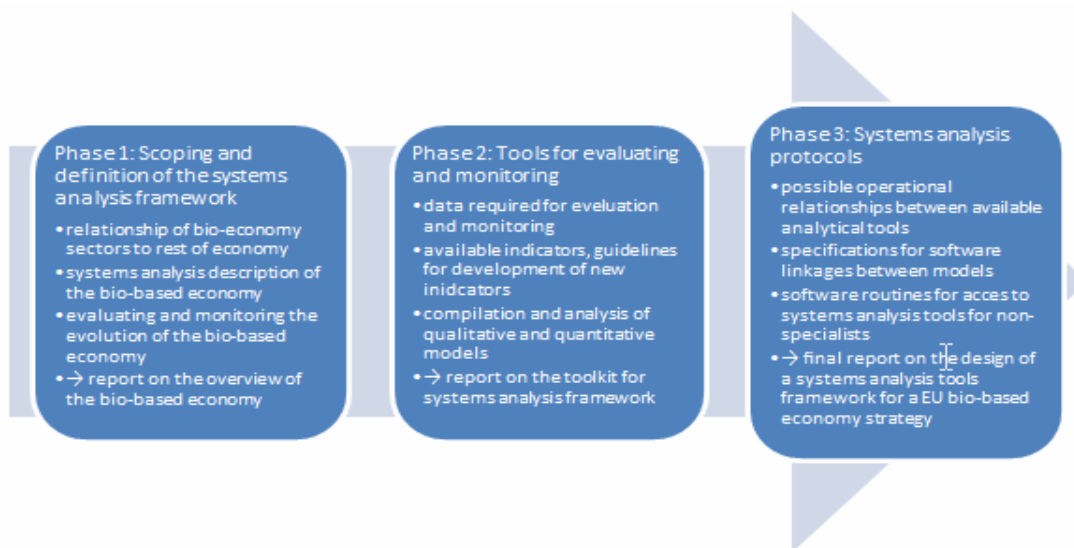 Phase 1: Scoping and
definition of the systems
analysis framework
•relationship of bio-economy
sectors to rest of economy
•systems analysis description of
the bio-based economy
•evaluating and monitoring the
evolution of the bio-based
economy
•→ report on the overview of
the bio-based economy
Phase 2: Tools for evaluating
and monitoring
•data required for eveluation
and monitoring
•available indicators, guidelines
for development of new
inidcators
•compilation and analysis of
qualitative and quantitative
models
•→ report on the toolkit for
systems analysis framework
Phase 3: Systems analysis
protocols
•possible operational
relationships between available
analytical tools
•specifications for software
linkages between models
•software routines for acces to
systems analysis tools for non-
specialists
•→ final report on the design of
a systems analysis tools
framework for a EU bio-based
economy strategy